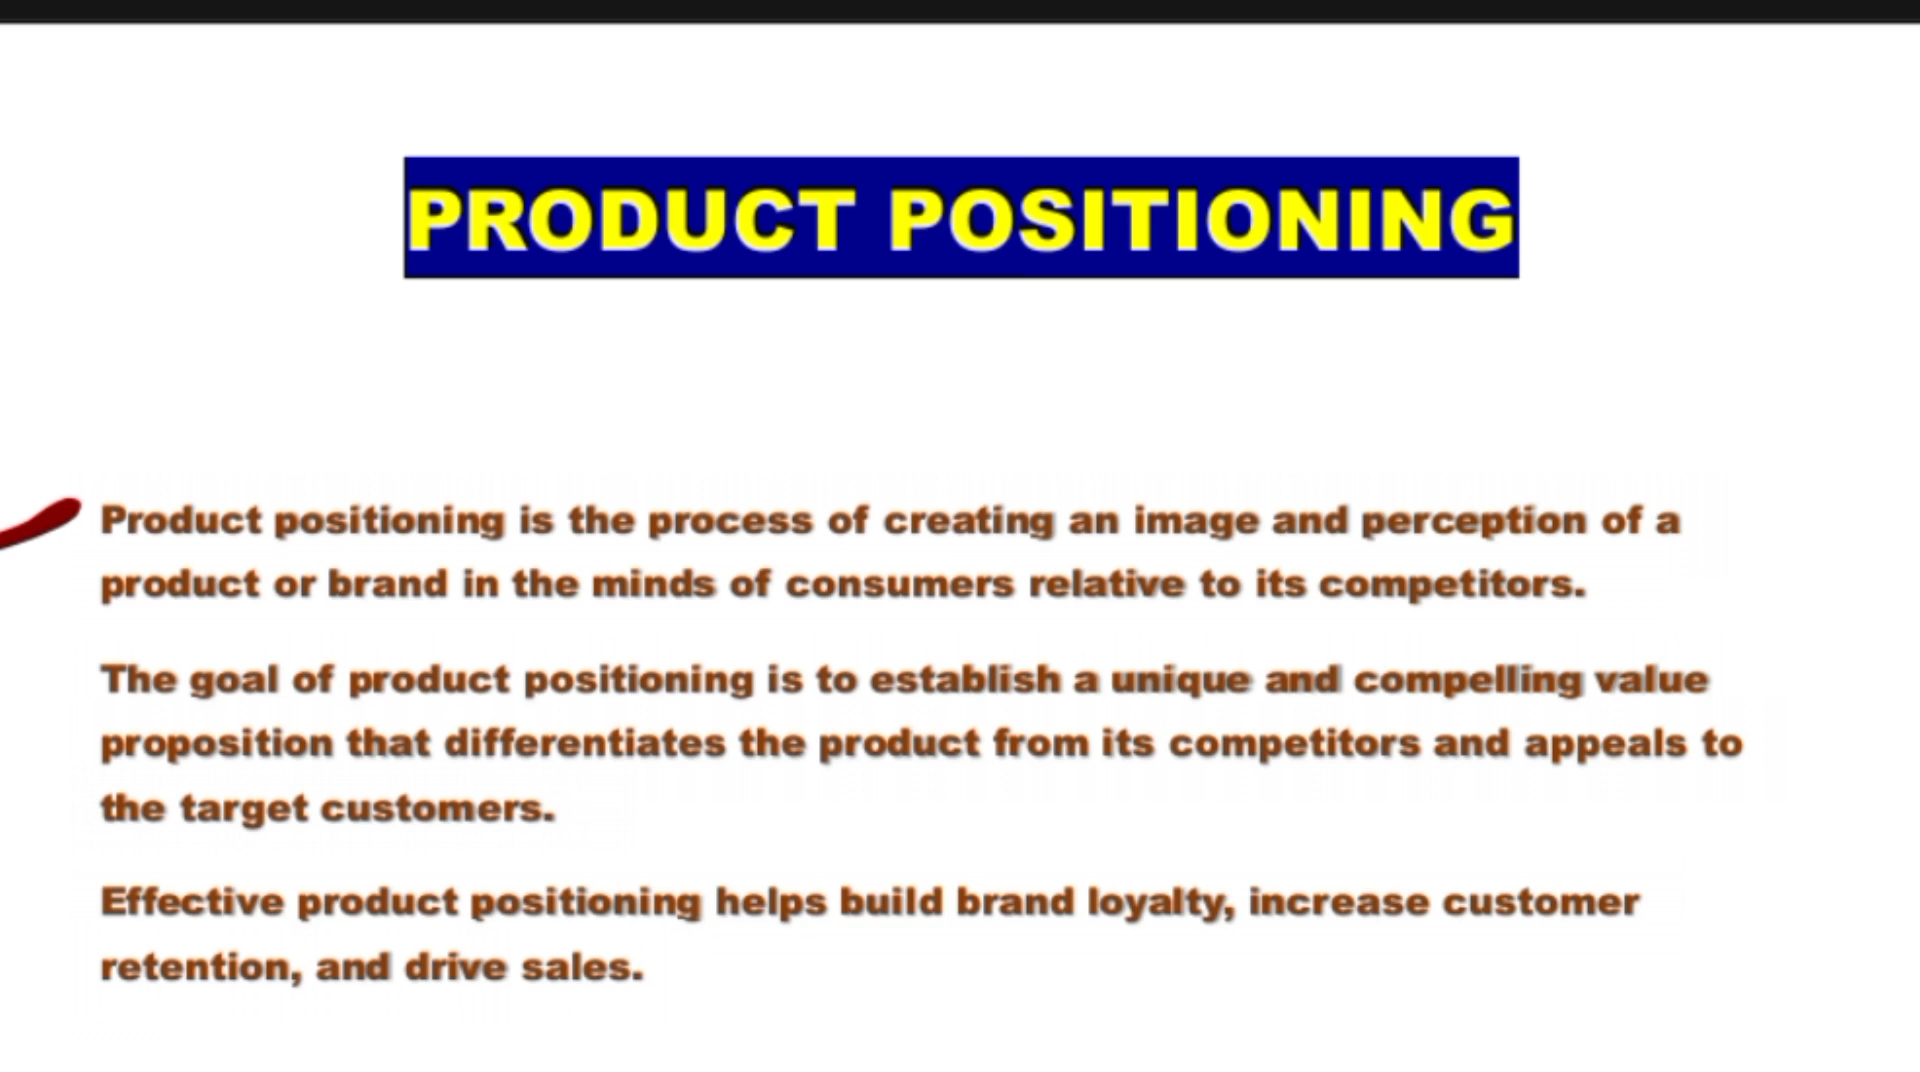 PRODUCT POSITIONING
Product positioning is the process of creating an image and perception of a
product or brand in the minds of consumers relative to its competitors.
The goal of product positioning is to establish a unique and compelling value
proposition that differentiates the product from its competitors and appeals to
the target customers.
Effective product positioning helps build brand loyalty, increase customer
retention, and drive sales.